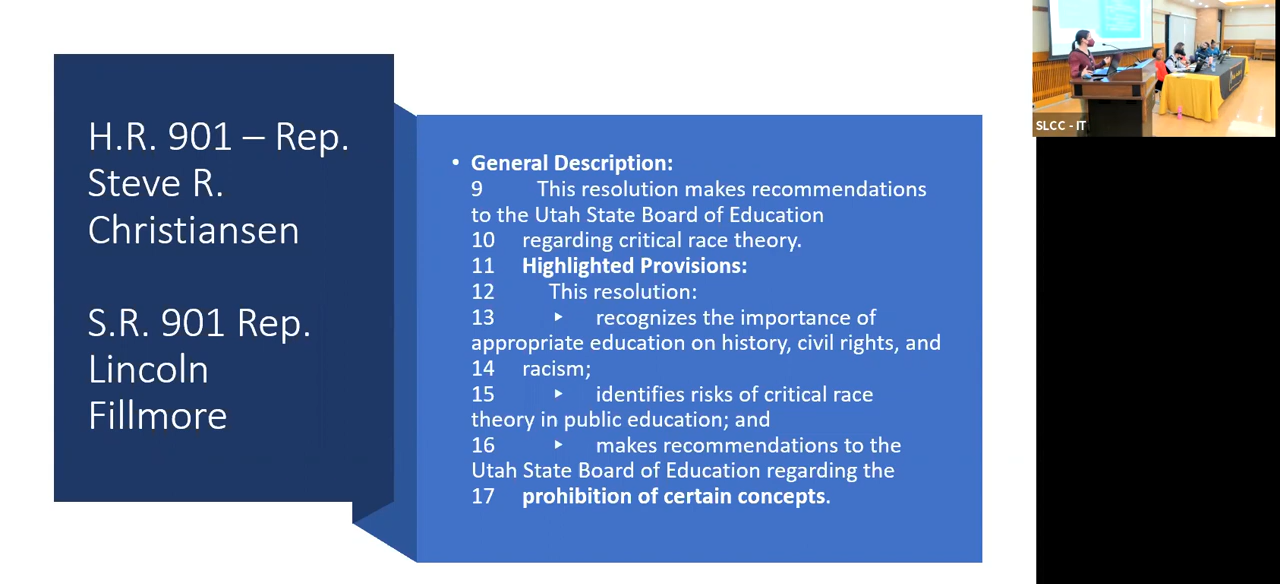 H.R. 901 – Rep.
Steve R.
Christiansen
S.R. 901 Rep.
Lincoln
Fillmore
• General Description:
9 This resolution makes recommendations
to the Utah State Board of Education
10 regarding critical race theory.
11 Highlighted Provisions:
12 This resolution:
13 ‣ recognizes the importance of
appropriate education on history, civil rights, and
14 racism;
15 ‣ identifies risks of critical race
theory in public education; and
16 ‣ makes recommendations to the
Utah State Board of Education regarding the
17 prohibition of certain concepts.
SLCC - IT